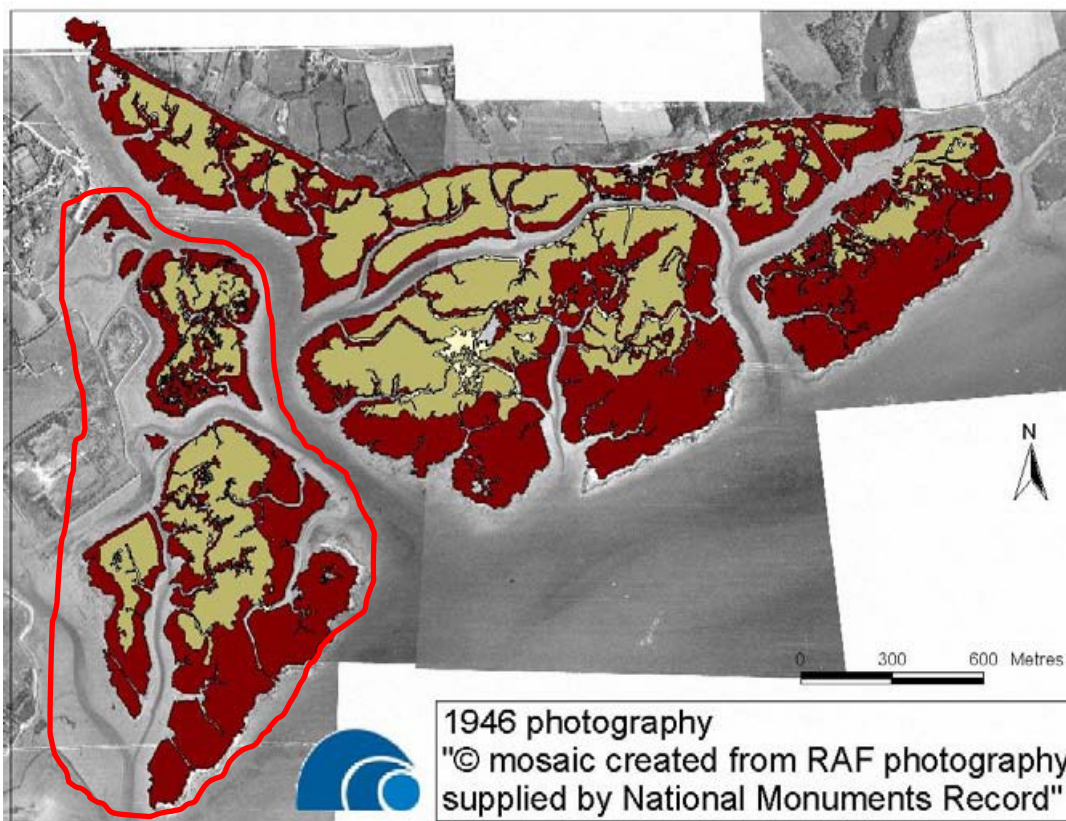 N
0 300 600 Metres
1946 photography
"© mosaic created from RAF photography
supplied by National Monuments Record"